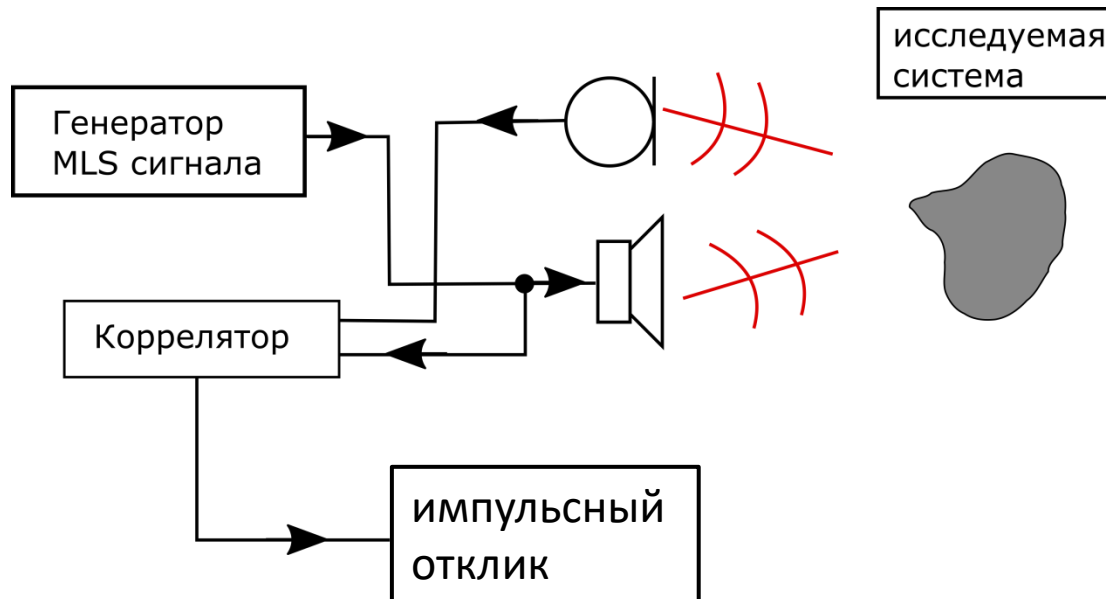 исследуемая
система
Генератор
MLS сигнала
Коррелятор
импульсный
отклик